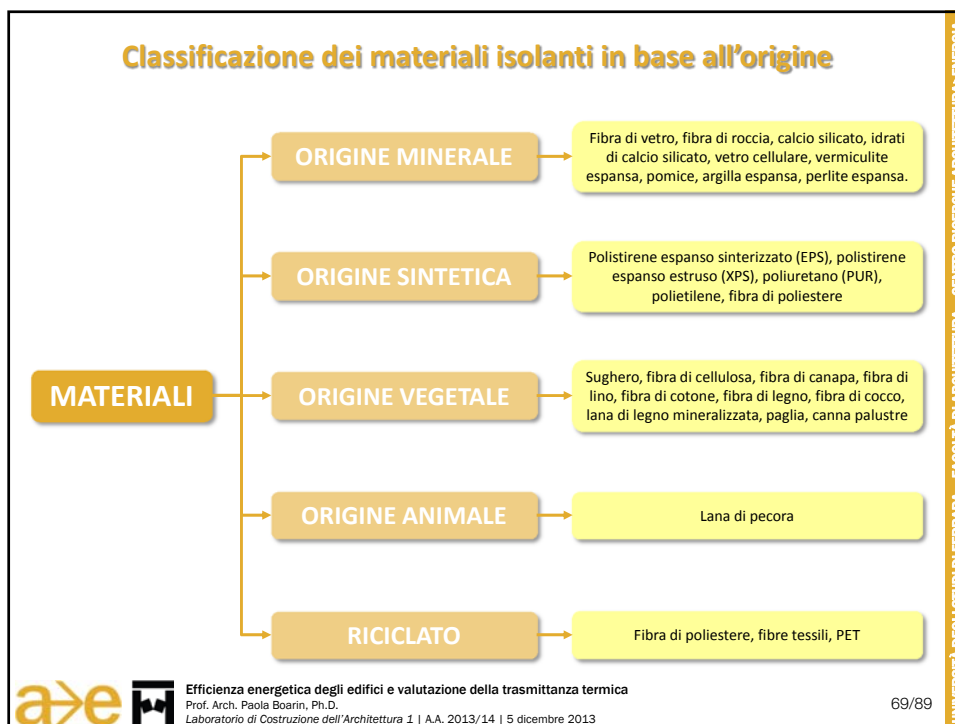 Classificazione dei materiali isolanti in base all’origine
MATERIALI
ORIGINE MINERALE
Fibra di vetro, fibra di roccia, calcio silicato, idrati
di calcio silicato, vetro cellulare, vermiculite
espansa, pomice, argilla espansa, perlite espansa.
ORIGINE SINTETICA
Polistirene espanso sinterizzato (EPS), polistirene
espanso estruso (XPS), poliuretano (PUR),
polietilene, fibra di poliestere
ORIGINE VEGETALE
Sughero, fibra di cellulosa, fibra di canapa, fibra di
lino, fibra di cotone, fibra di legno, fibra di cocco,
lana di legno mineralizzata, paglia, canna palustre
ORIGINE ANIMALE
Lana di pecora
RICICLATO
Fibra di poliestere, fibre tessili, PET
a>e
Efficienza energetica degli edifici e valutazione della trasmittanza termica
Prof. Arch. Paola Boarin, Ph.D.
Laboratorio di Costruzione dell’Architettura 1 | A.A. 2013/14 | 5 dicembre 2013
69/89